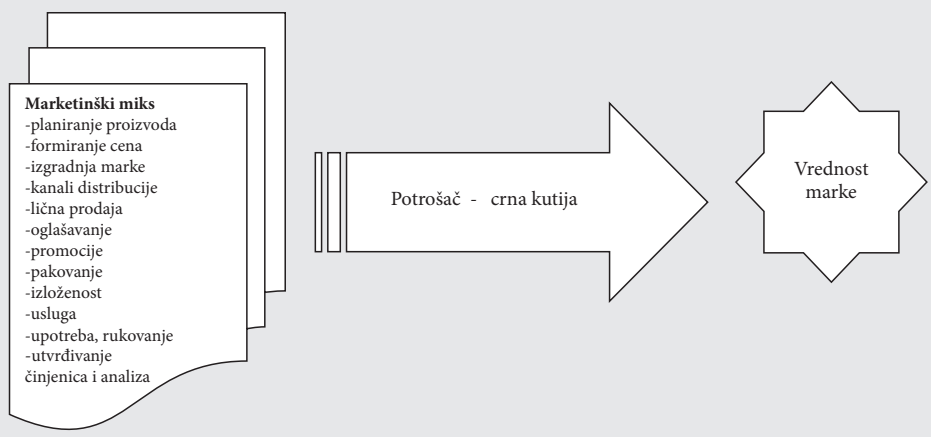 Marketinški miks
-planiranje proizvoda
-formiranje cena
-izgradnja marke
-kanali distribucije
-lična prodaja
-oglašavanje
-promocije
-pakovanje
-izloženost
-usluga
-upotreba, rukovanje
-utvrđivanje
činjenica i analiza
Potrošač - crna kutija
Vrednost
marke